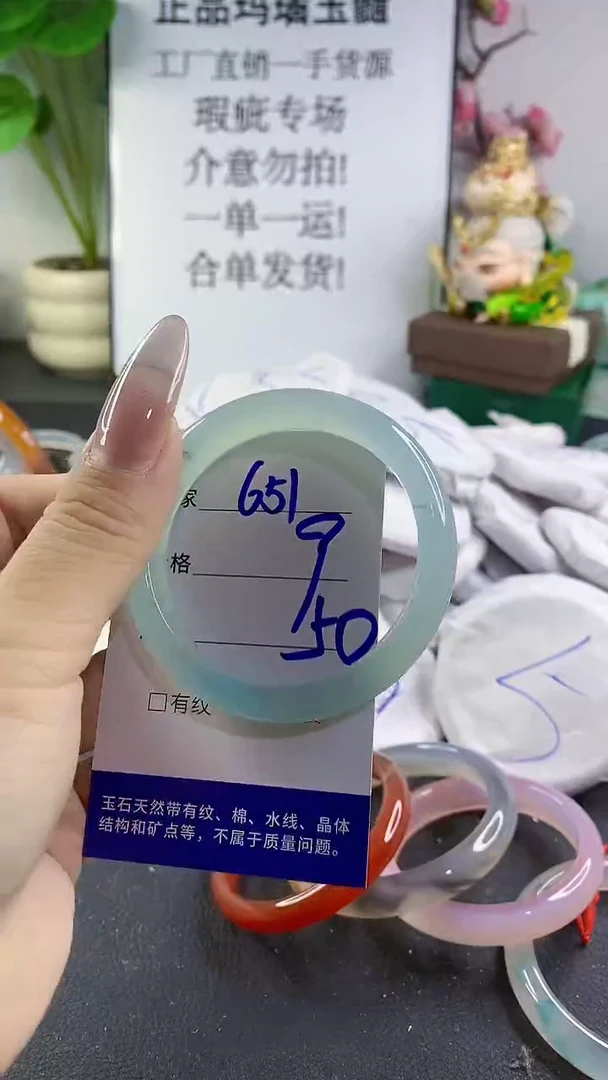 正品玛瑙玉髓
工厂直销一手货源
瑕疵专场
介意勿拍!
一单一运!
合单发货!
家 651
9
格
50
□有纹
玉石天然带有纹、棉、水线、晶体
结构和矿点等，不属于质量问题。